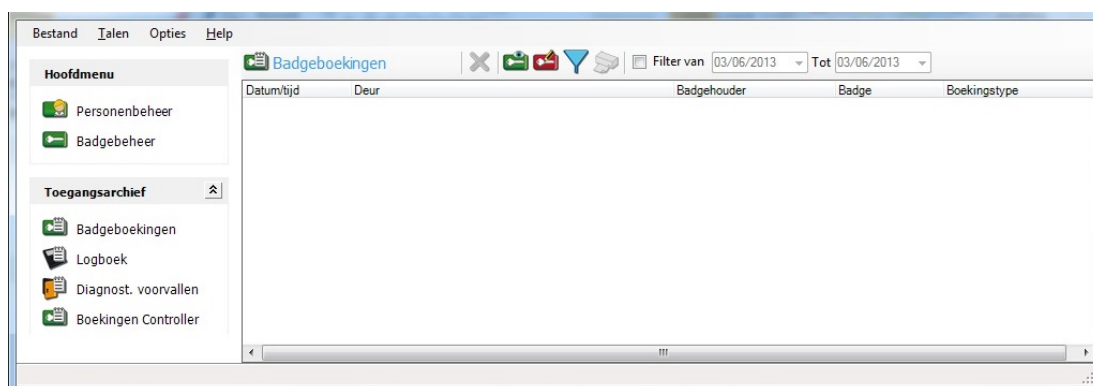 Bestand Talen Opties Help
Hoofdmenu
Personenbeheer
Badgebeheer
Toegangsarchief
Badgeboekingen
Logboek
Diagnost. voorvallen
Boekingen Controller
Badgeboekingen Filter van 03/06/2013 Tot 03/06/2013
Datum/tijd Deur Badgehouder Badge Boekingstype